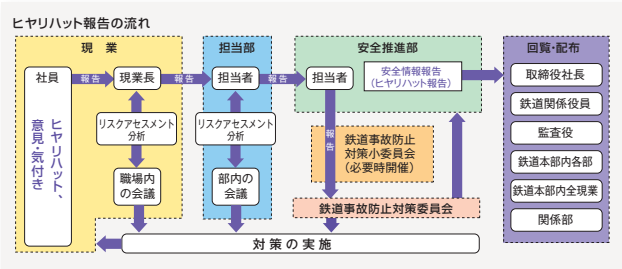 ヒヤリハット報告の流れ
現業
社員
ヒヤリハット、
意見・気付き
報告
現業長
リスクアセスメント
分析
職場内
の会議
報告
担当部
担当者
リスクアセスメント
分析
部内の
会議
報告
安全推進部
担当者
安全情報報告
（ヒヤリハット報告）
報告
鉄道事故防止
対策小委員会
（必要時開催）
鉄道事故防止対策委員会
対策の実施
回覧・配布
取締役社長
鉄道関係役員
監査役
鉄道本部内各部
鉄道本部内全現業
関係部